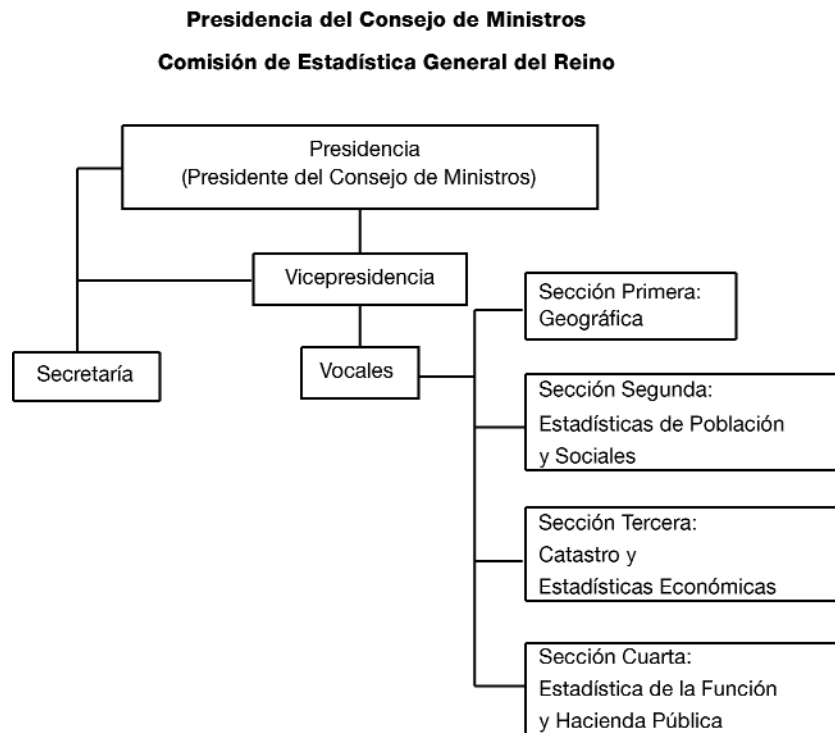 Presidencia del Consejo de Ministros
Comisión de Estadística General del Reino
Presidencia
(Presidente del Consejo de Ministros)
Vicepresidencia
Secretaría
Vocales
Sección Primera:
Geográfica
Sección Segunda:
Estadísticas de Población
y Sociales
Sección Tercera:
Catastro y
Estadísticas Económicas
Sección Cuarta:
Estadística de la Función
y Hacienda Pública